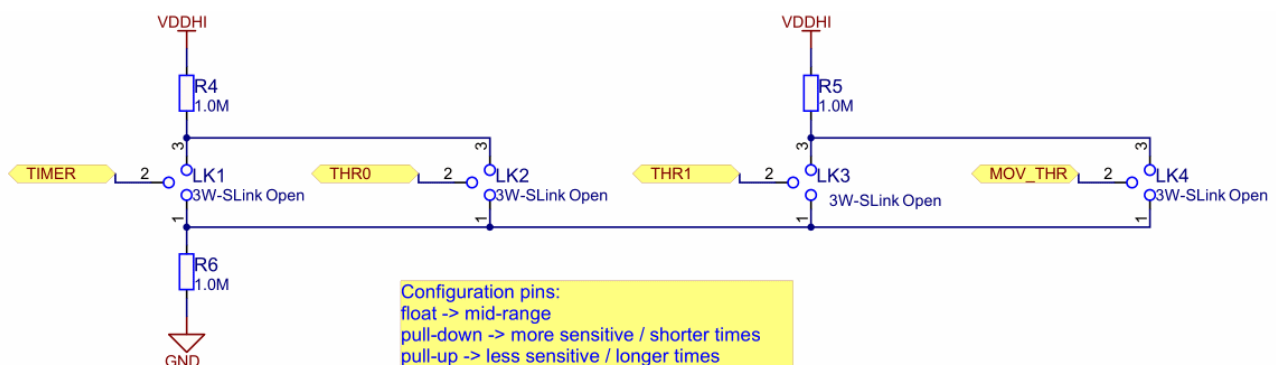 VDDHI
VDDHI
R4
1.0M
R5
1.0M
3
3
3
3
TIMER
2
LK1
3W-SLink Open
THR0
2
LK2
3W-SLink Open
THR1
2
LK3
3W-SLink Open
MOV_THR
2
LK4
3W-SLink Open
1
1
1
1
R6
1.0M
GND
Configuration pins:
float -> mid-range
pull-down -> more sensitive / shorter times
pull-up -> less sensitive / longer times